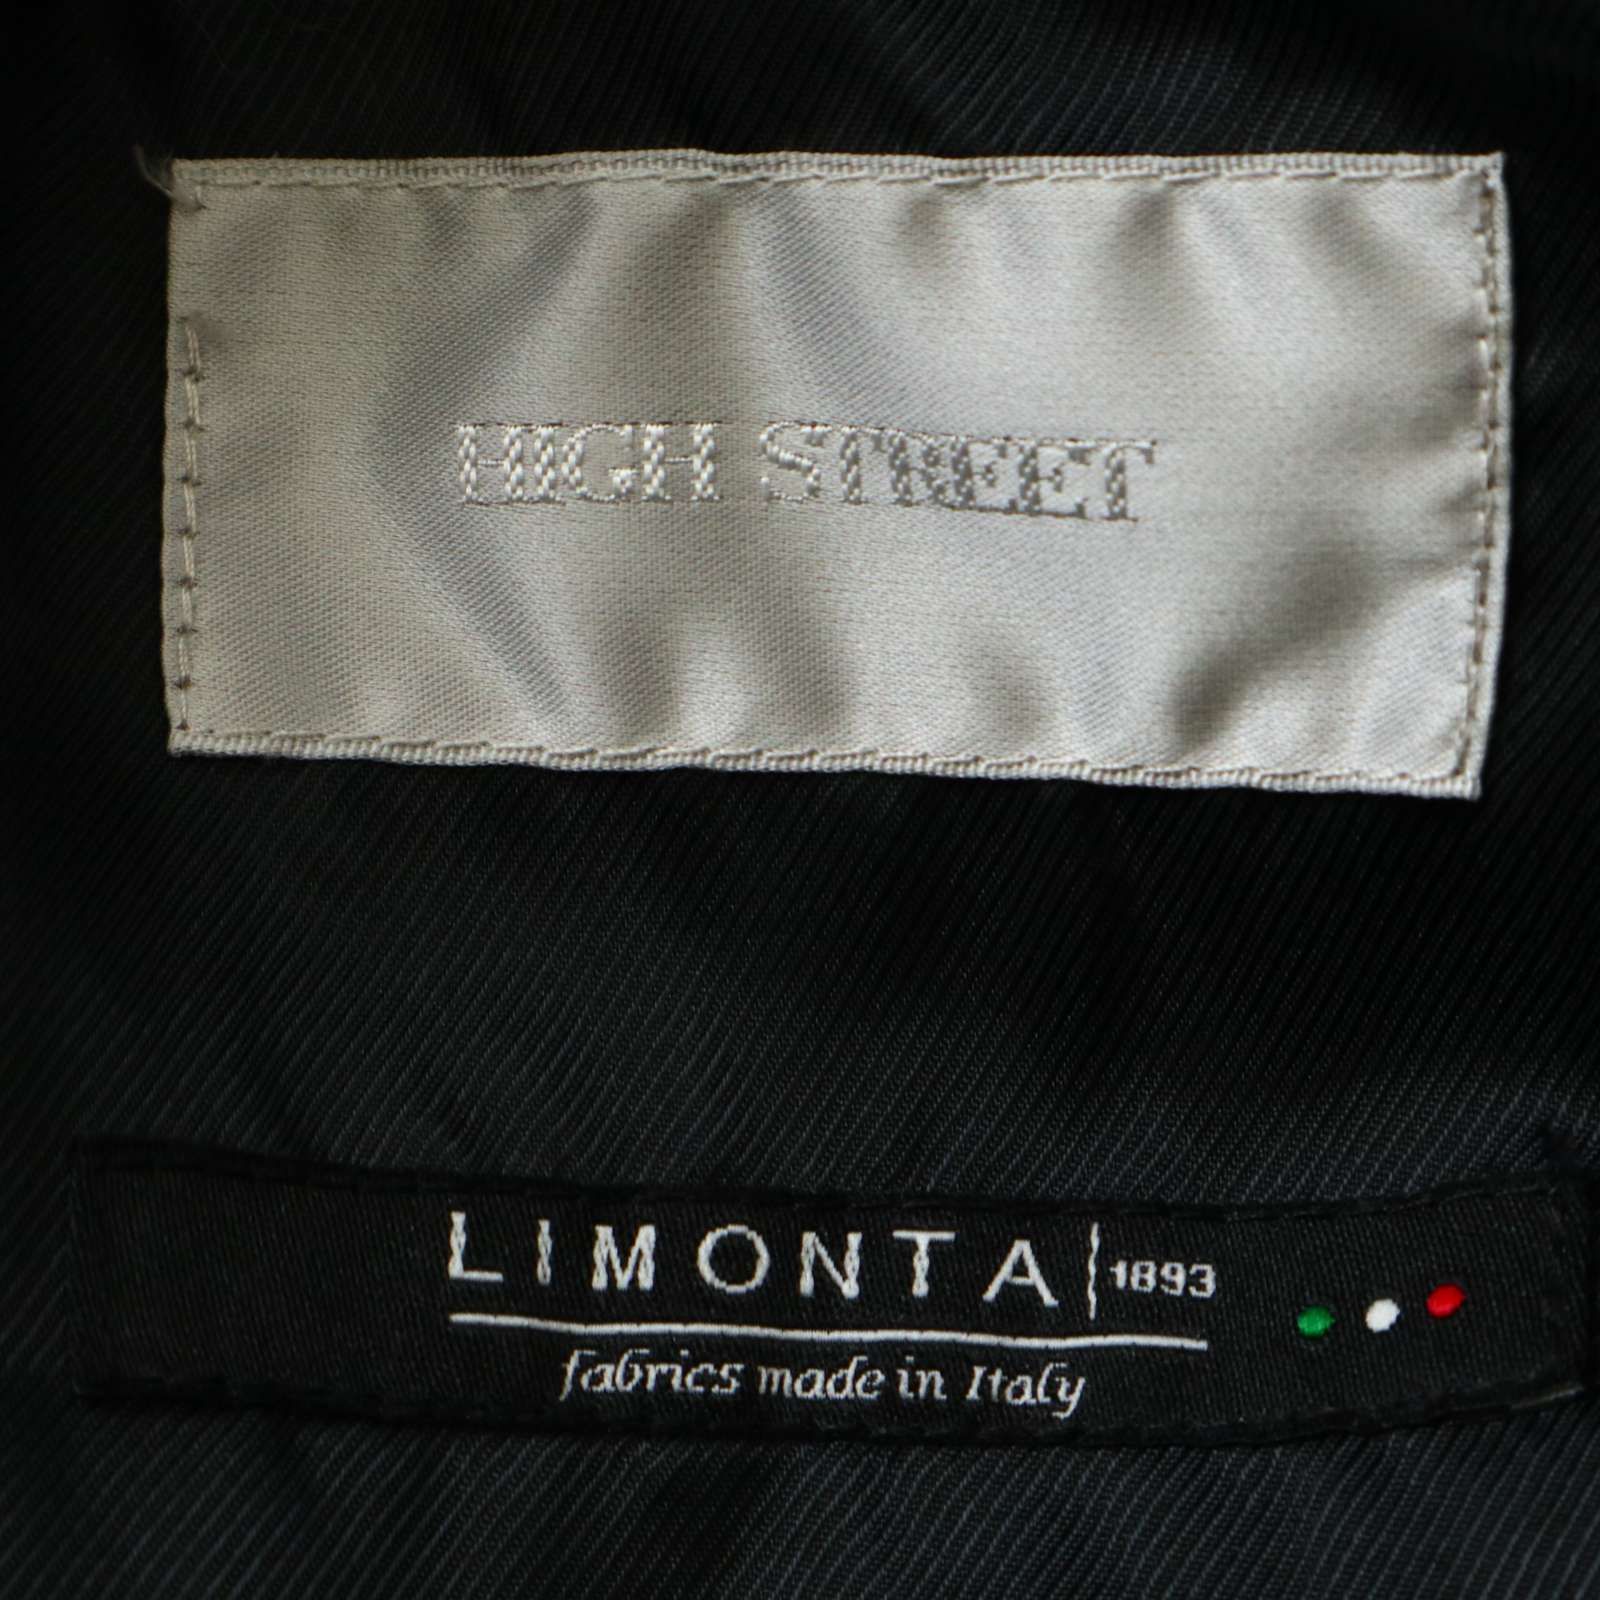 HIGH STREET
LIMONTA | 1893
fabrics made in Italy